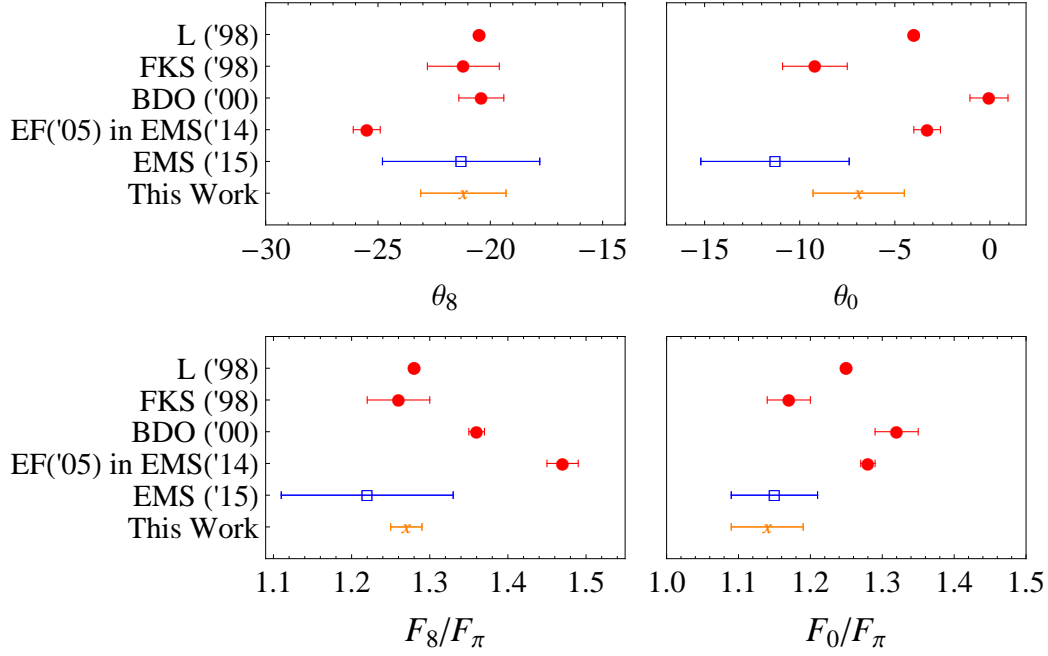 L ('98)
FKS ('98)
BDO ('00)
EF('05) in EMS('14)
EMS ('15)
This Work
−30 −25 −20 −15 −15 −10 −5 0
θ8 θ0
L ('98)
FKS ('98)
BDO ('00)
EF('05) in EMS('14)
EMS ('15)
This Work
1.1 1.2 1.3 1.4 1.5 1.0 1.1 1.2 1.3 1.4 1.5
F8/Fπ F0/Fπ